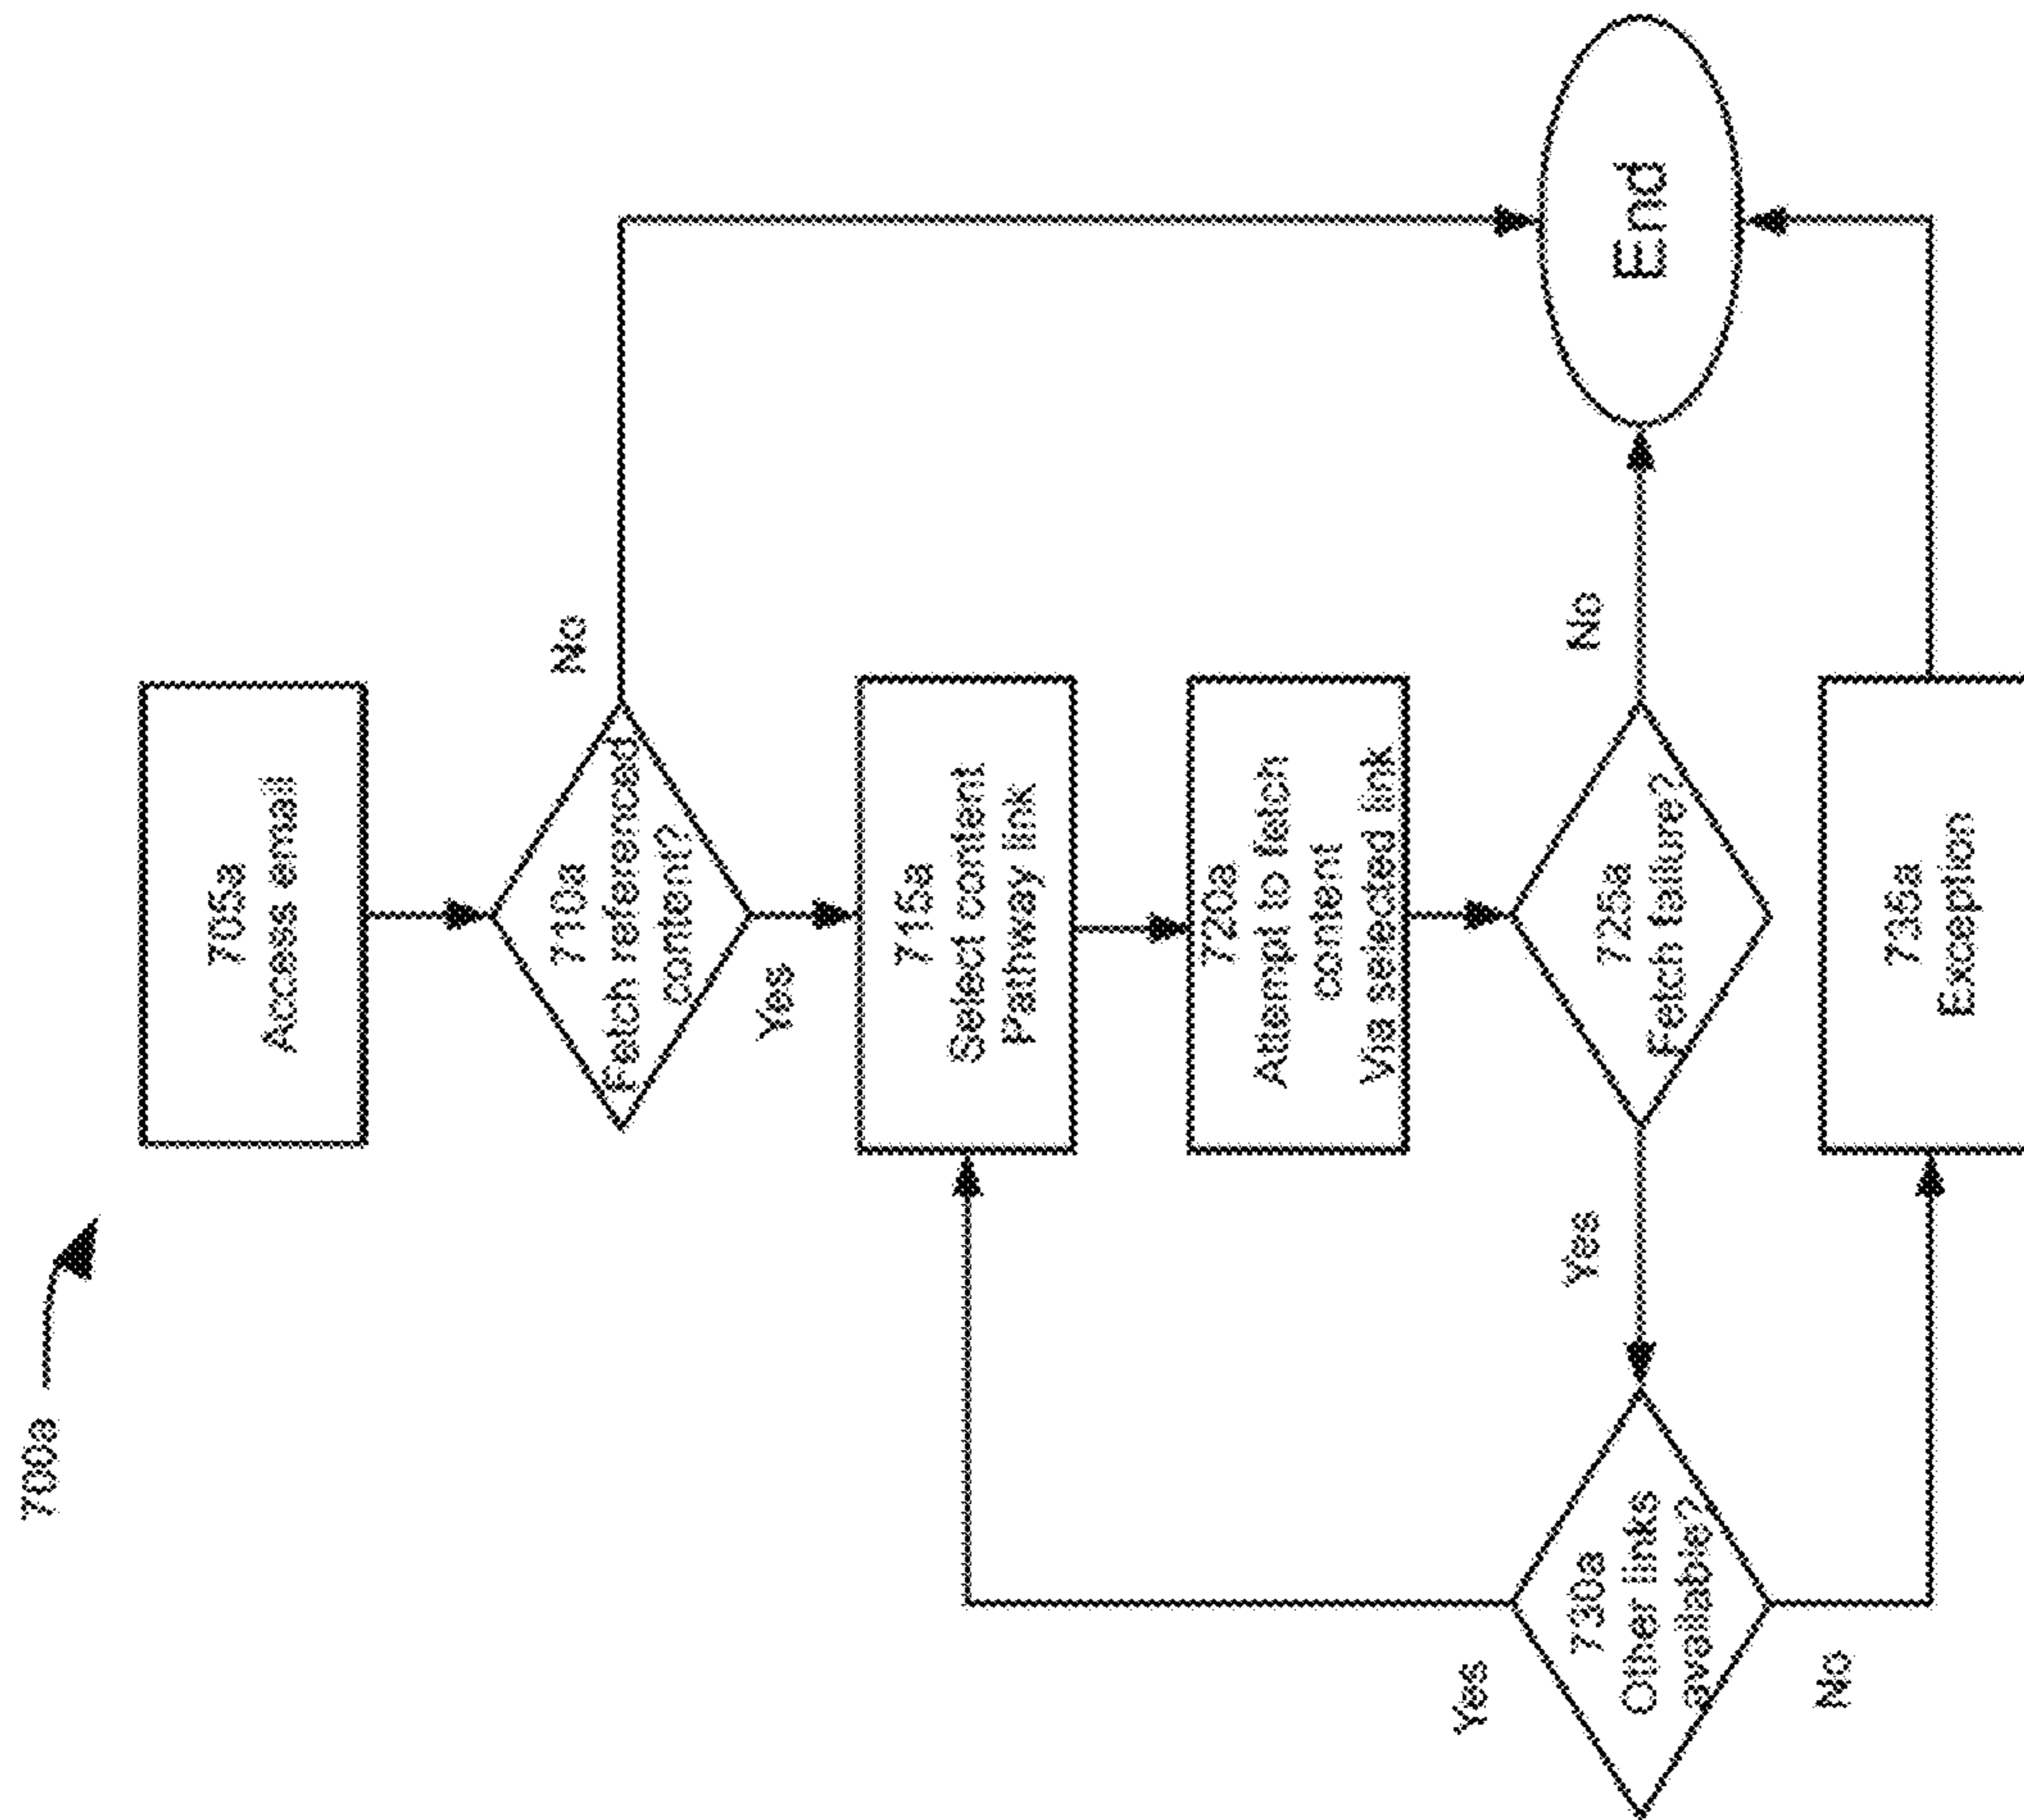 700a
705a
Access email
710a
Fetch referenced
content?
No
Yes
715a
Select content
Pathway link
720a
Attempt to fetch
content
Via selected link
725a
Fetch failure?
No
Yes
End
730a
Other links
available?
Yes
No
735a
Exception